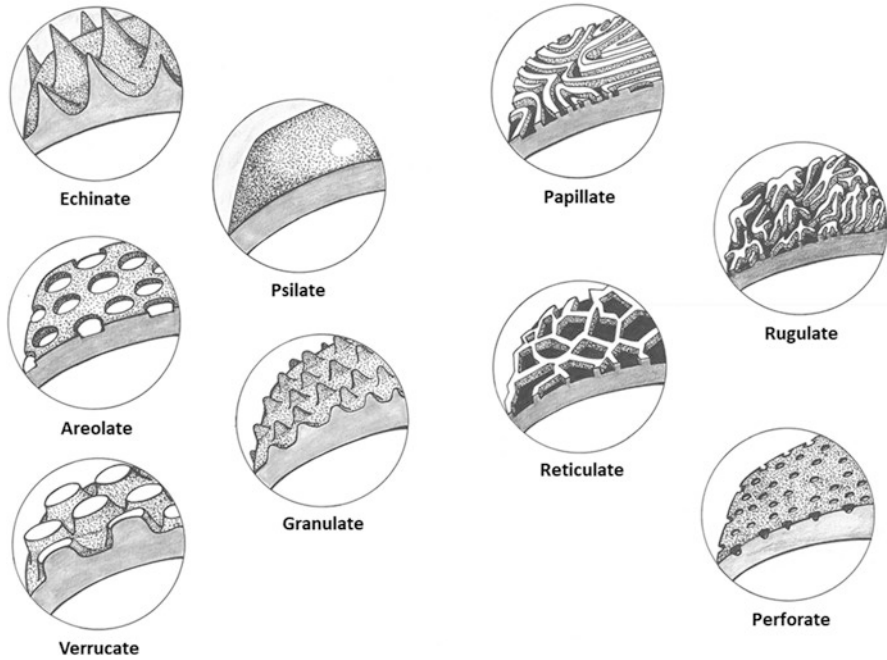 Echinate
Papillate
Psilate
Rugulate
Areolate
Reticulate
Granulate
Perforate
Verrucate